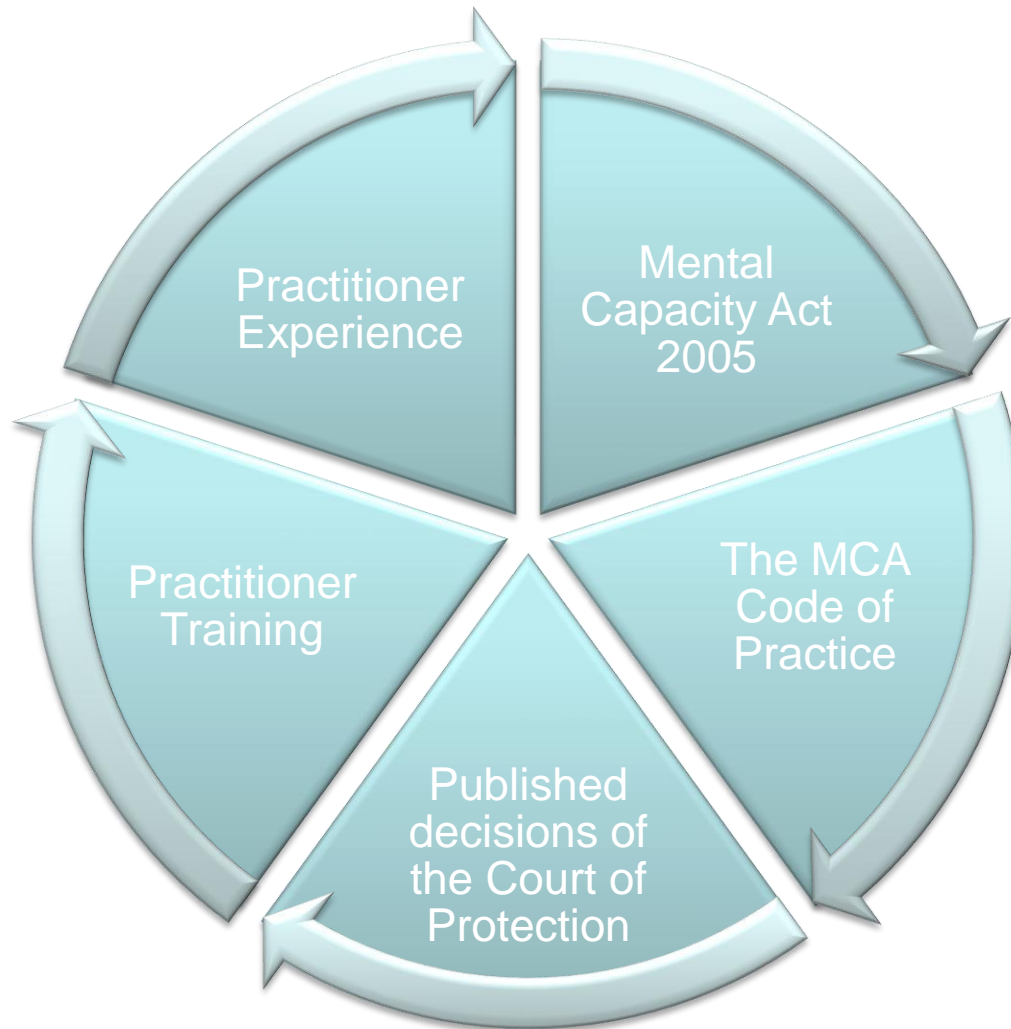 Mental
Capacity Act
2005
The MCA
Code of
Practice
Published
decisions of
the Court of
Protection
Practitioner
Training
Practitioner
Experience